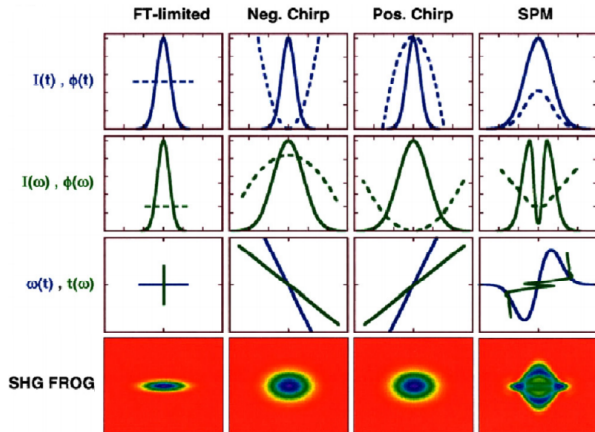 FT-limited Neg. Chirp Pos. Chirp SPM
I(t) , ϕ(t)
I(ω) , ϕ(ω)
ω(t) , t(ω)
SHG FROG